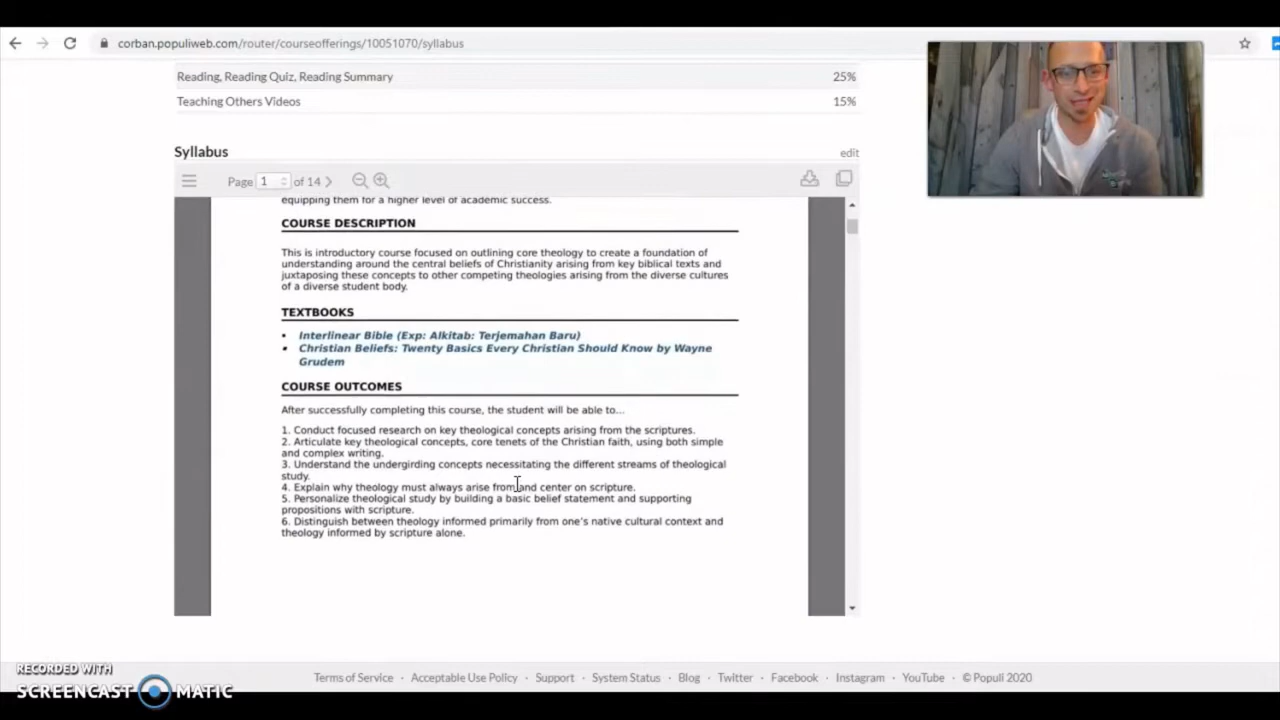 corban.populiweb.com/router/courseofferings/10051070/syllabus
Reading, Reading Quiz, Reading Summary 25%
Teaching Others Videos 15%
Syllabus edit
Page 1 of 14
equipping them for a higher level of academic success.
COURSE DESCRIPTION
This is introductory course focused on outlining core theology to create a foundation of
understanding around the central beliefs of Christianity arising from key biblical texts and
juxtaposing these concepts to other competing theologies arising from the diverse cultures
of a diverse student body.
TEXTBOOKS
• Interlinear Bible (Exp: Alkitab: Terjemahan Baru)
• Christian Beliefs: Twenty Basics Every Christian Should Know by Wayne
Grudem
COURSE OUTCOMES
After successfully completing this course, the student will be able to...
1. Conduct focused research on key theological concepts arising from the scriptures.
2. Articulate key theological concepts, core tenets of the Christian faith, using both simple
and complex writing.
3. Understand the undergirding concepts necessitating the different streams of theological
study.
4. Explain why theology must always arise from and center on scripture.
5. Personalize theological study by building a basic belief statement and supporting
propositions with scripture.
6. Distinguish between theology informed primarily from one's native cultural context and
theology informed by scripture alone.
Terms of Service · Acceptable Use Policy · Support · System Status · Blog · Twitter · Facebook · Instagram · YouTube · © Populi 2020
RECORDED WITH
SCREENCAST MATIC